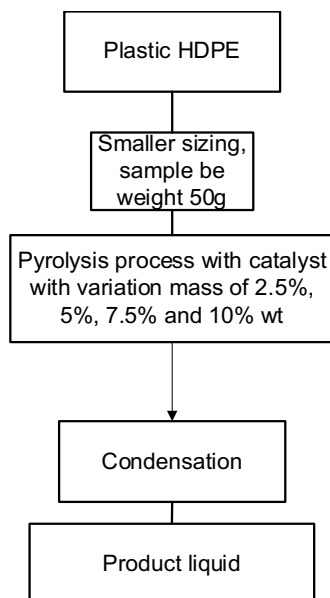 Plastic HDPE
Smaller sizing,
sample be
weight 50g
Pyrolysis process with catalyst
with variation mass of 2.5%,
5%, 7.5% and 10% wt
Condensation
Product liquid